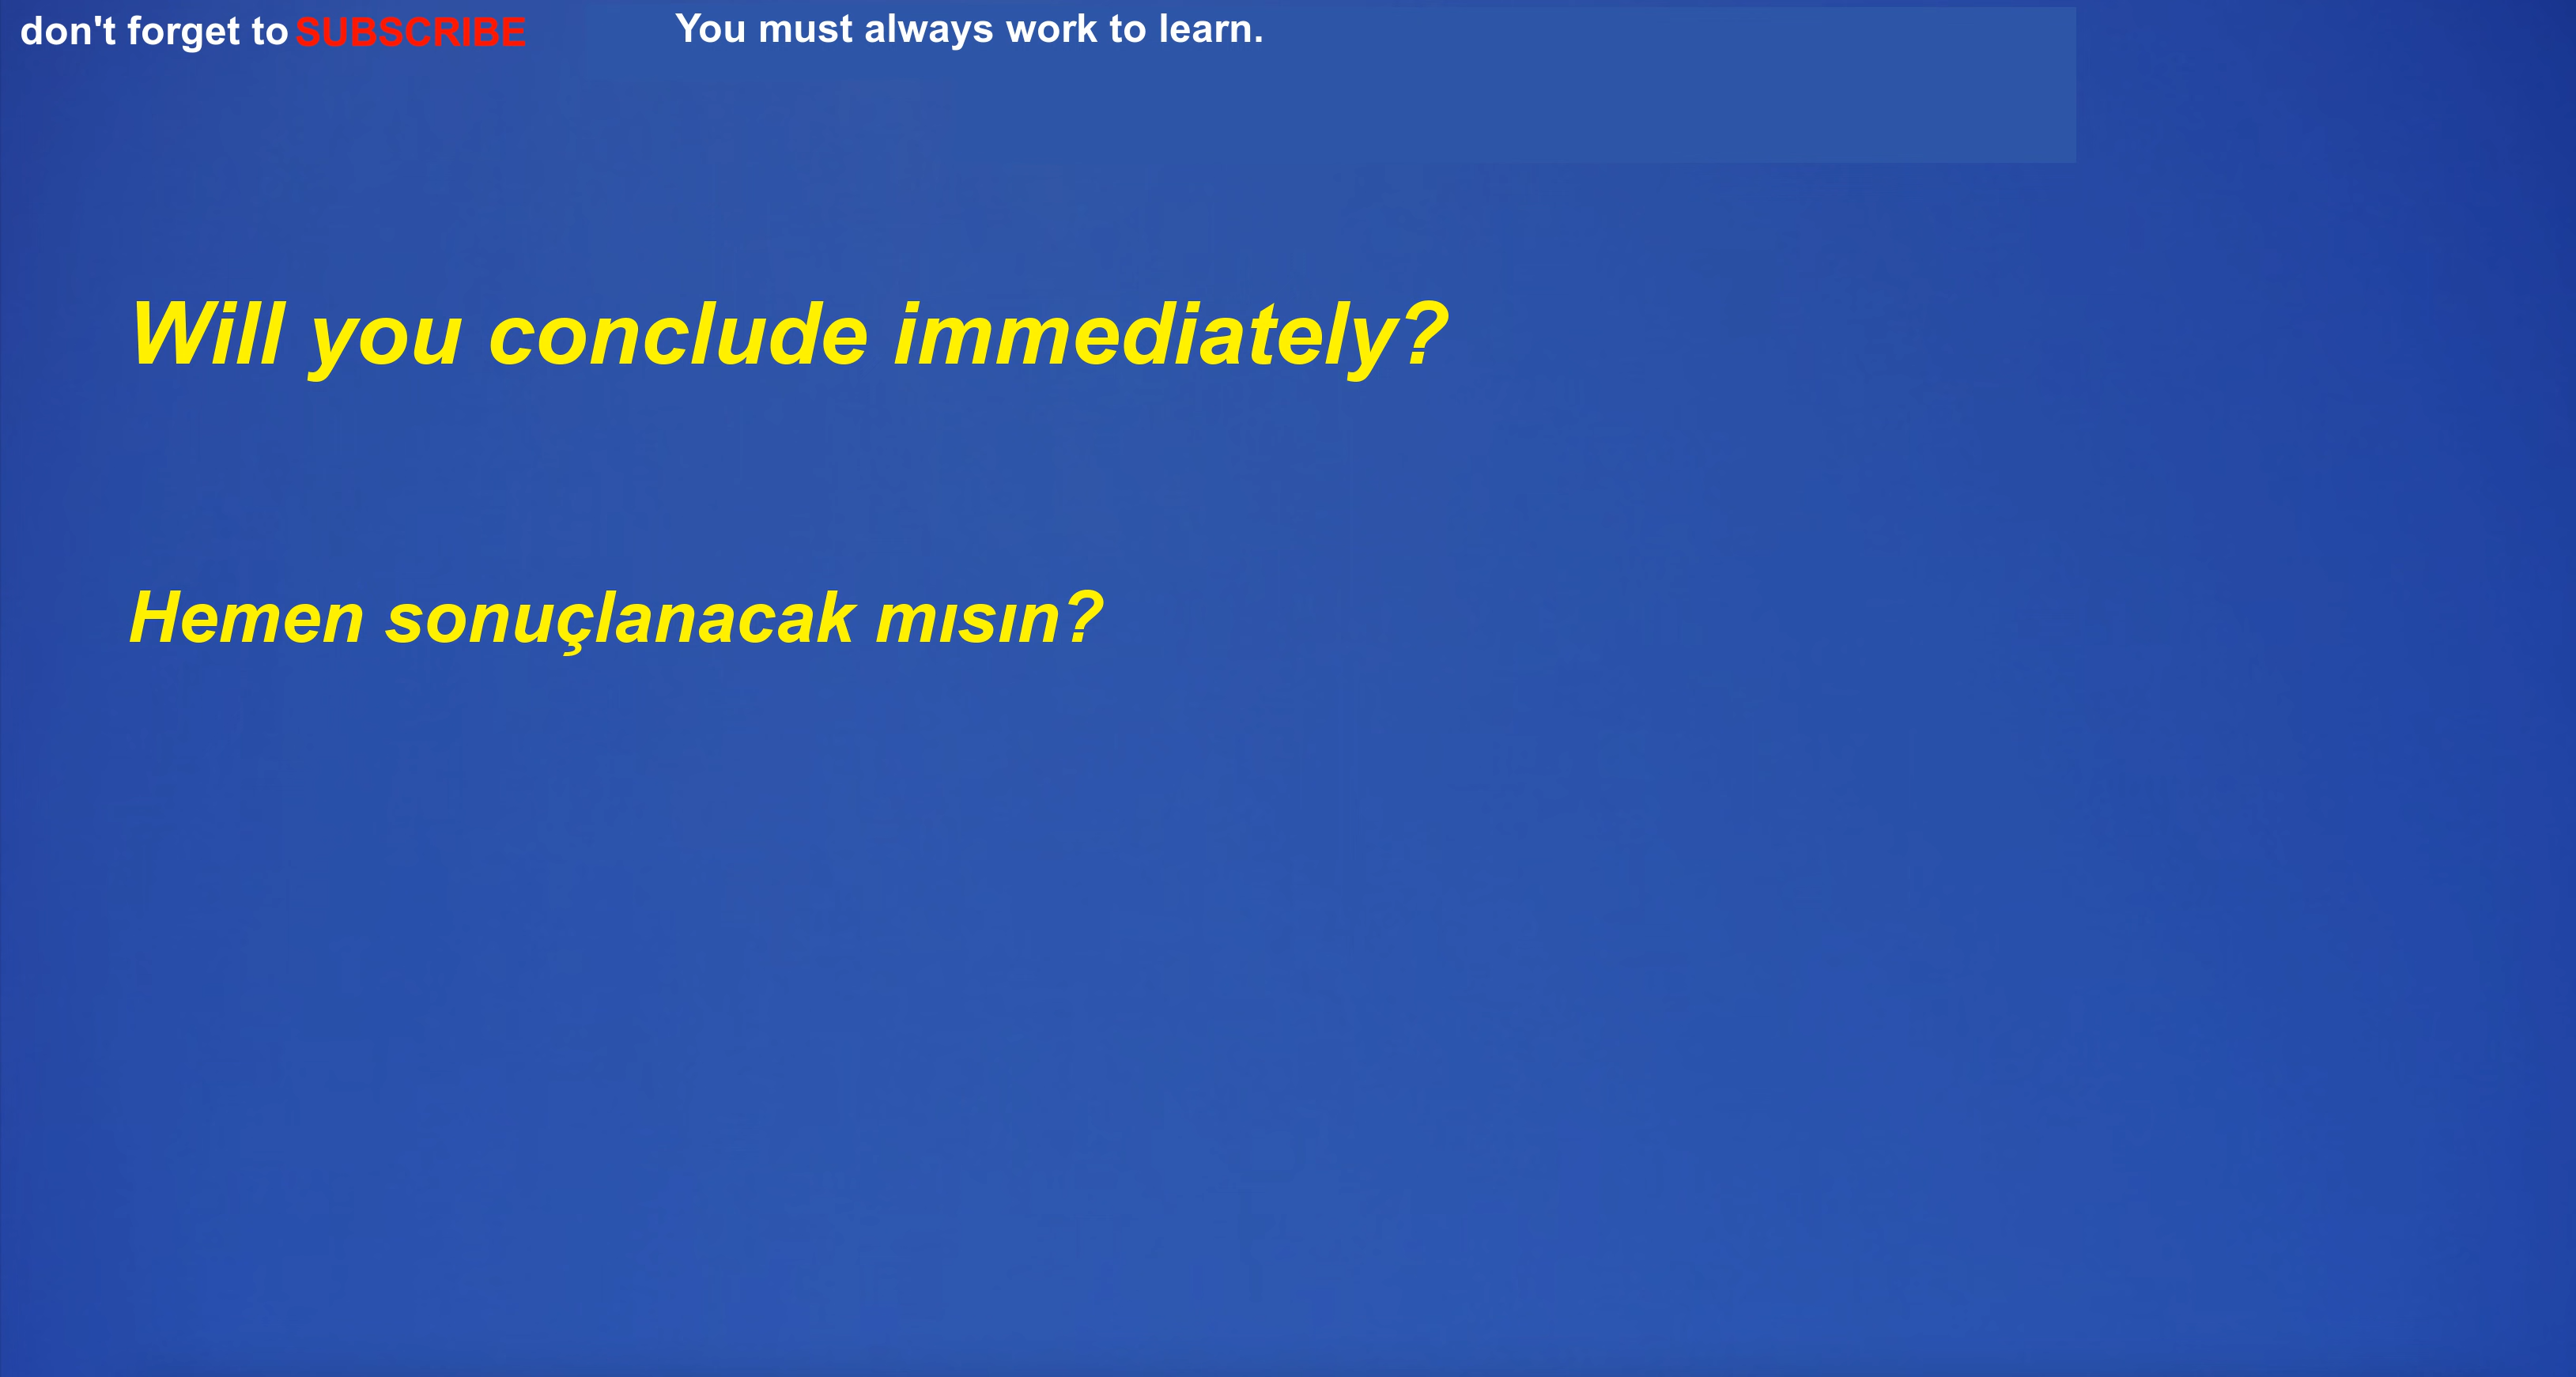 don't forget to SUBSCRIBE You must always work to learn.
Will you conclude immediately?
Hemen sonuçlanacak mısın?